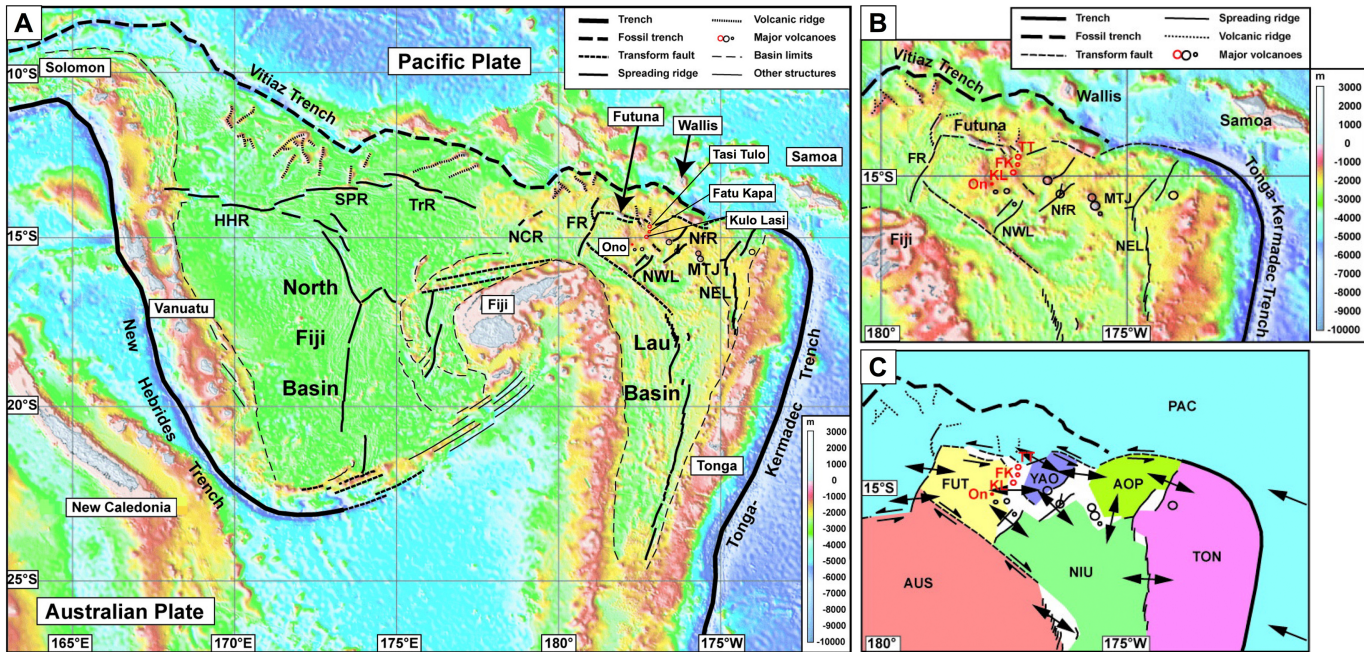 A
Trench
Volcanic ridge
Fossil trench
Major volcanoes
Transform fault
Basin limits
Spreading ridge
Other structures
Pacific Plate
10°S
Solomon
Vitiaz Trench
Futuna
Wallis
Samoa
Tasi Tulo
Fatu Kapa
Kulo Lasi
HHR
SPR
TrR
NCR
FR
Ono
NfR
NWL
MTJ
NEL
15°S
Vanuatu
North
Fiji
Basin
Fiji
Lau
Basin
New
Hebrides
Trench
20°S
Tonga
Tonga-
Kermadec
Trench
New Caledonia
25°S
Australian Plate
165°E
170°E
175°E
180°
175°W
m
3000
2000
1000
0
-1000
-2000
-3000
-4000
-5000
-6000
-7000
-8000
-9000
-10000
B
Trench
Spreading ridge
Fossil trench
Volcanic ridge
Transform fault
Major volcanoes
180°
175°W
Vitiaz Trench
Wallis
Samoa
Futuna
TT
FR
FK
KL
On
15°S
MTJ
NfR
NWL
NEL
Fiji
Tonga-Kermadec Trench
180°
175°W
m
3000
2000
1000
0
-1000
-2000
-3000
-4000
-5000
-6000
-7000
-8000
-9000
-10000
C
PAC
TT
FK
KL
On
FUT
YAO
AOP
15°S
TON
NIU
AUS
180°
175°W